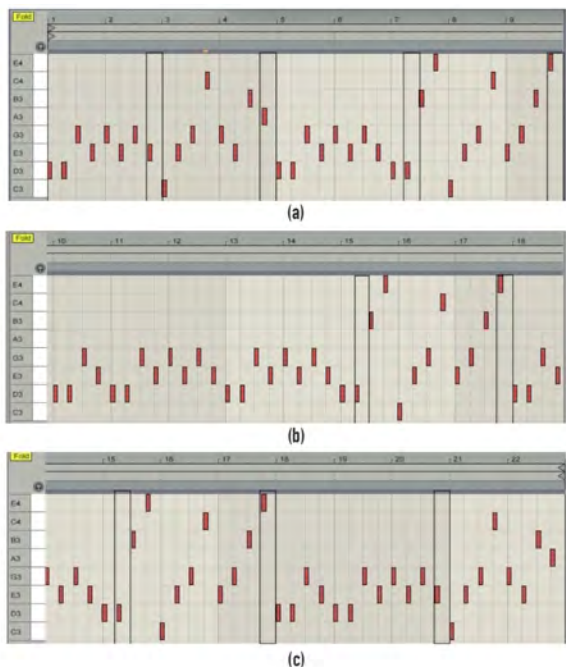 Fold
1 2 3 4 5 6 7 8 9
E4
C4
B3
A3
G3
E3
D3
C3
(a)
Fold
10 11 12 13 14 15 16 17 18
E4
C4
B3
A3
G3
E3
D3
C3
(b)
Fold
15 16 17 18 19 20 21 22
E4
C4
B3
A3
G3
E3
D3
C3
(c)